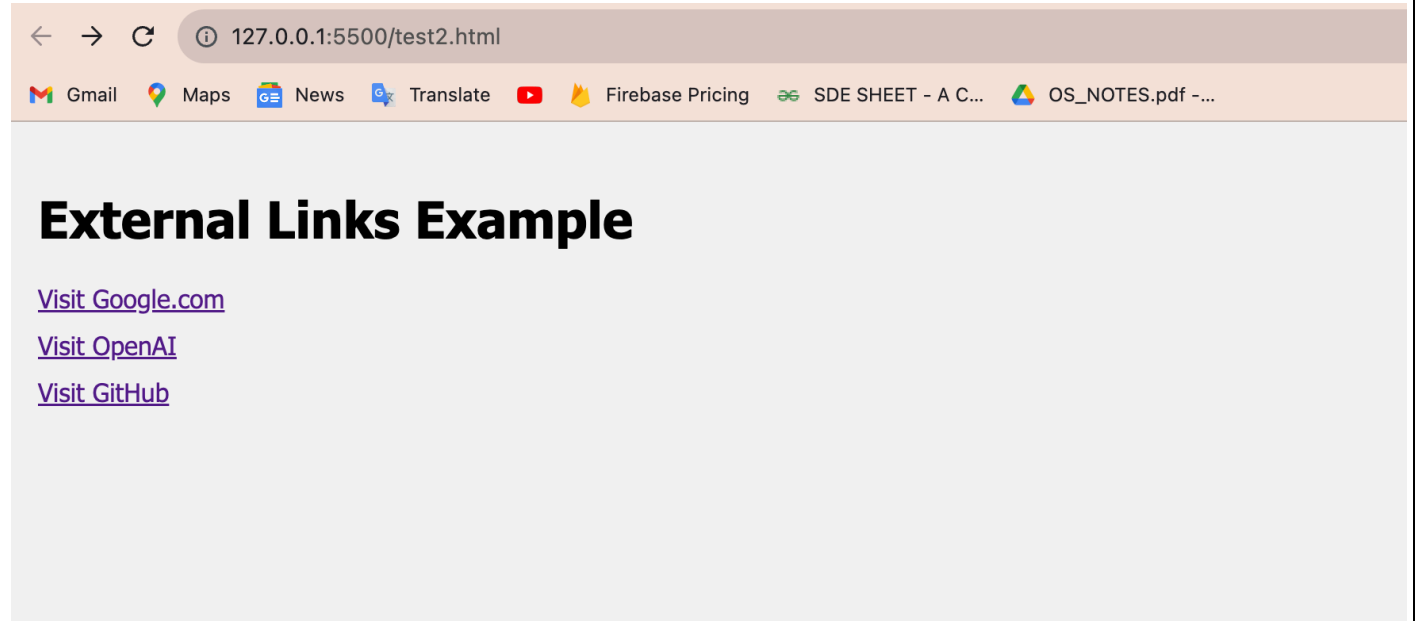 127.0.0.1:5500/test2.html
Gmail Maps News Translate Firebase Pricing SDE SHEET - A C... OS_NOTES.pdf -...
External Links Example
Visit Google.com
Visit OpenAI
Visit GitHub